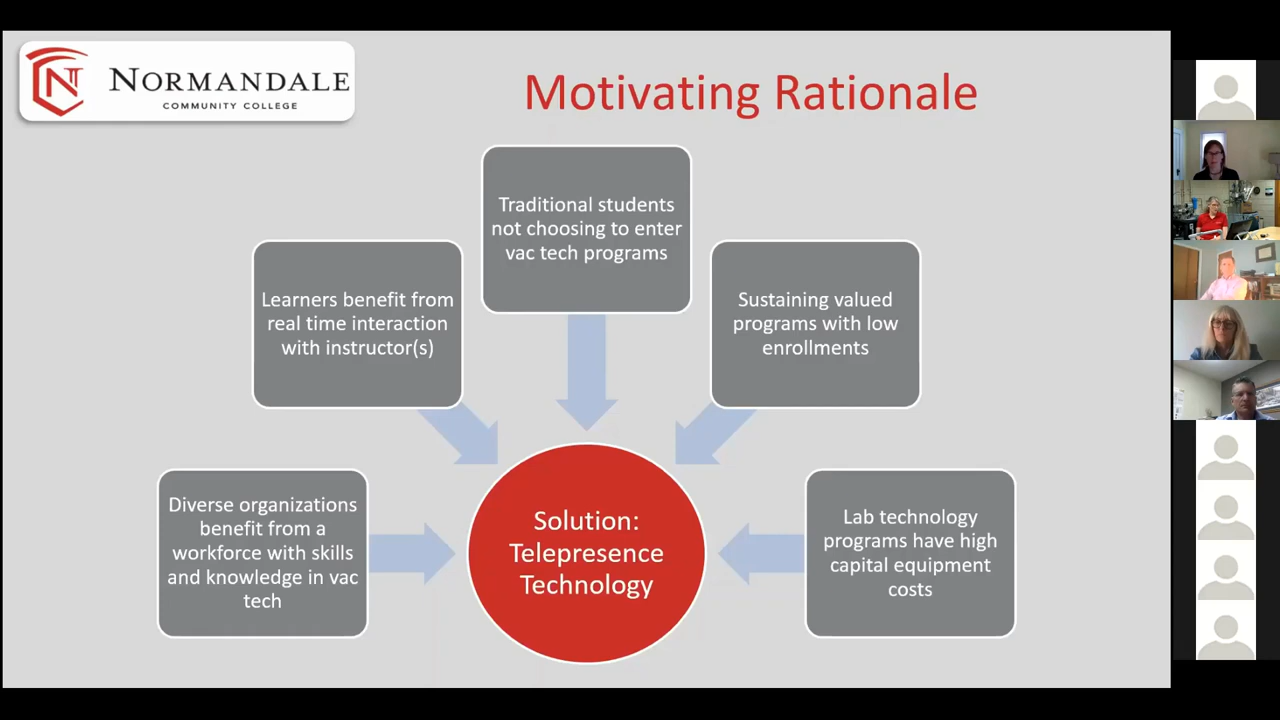 NORMANDALE
COMMUNITY COLLEGE
Motivating Rationale
Traditional students
not choosing to enter
vac tech programs
Learners benefit from
real time interaction
with instructor(s)
Sustaining valued
programs with low
enrollments
Diverse organizations
benefit from a
workforce with skills
and knowledge in vac
tech
Solution:
Telepresence
Technology
Lab technology
programs have high
capital equipment
costs